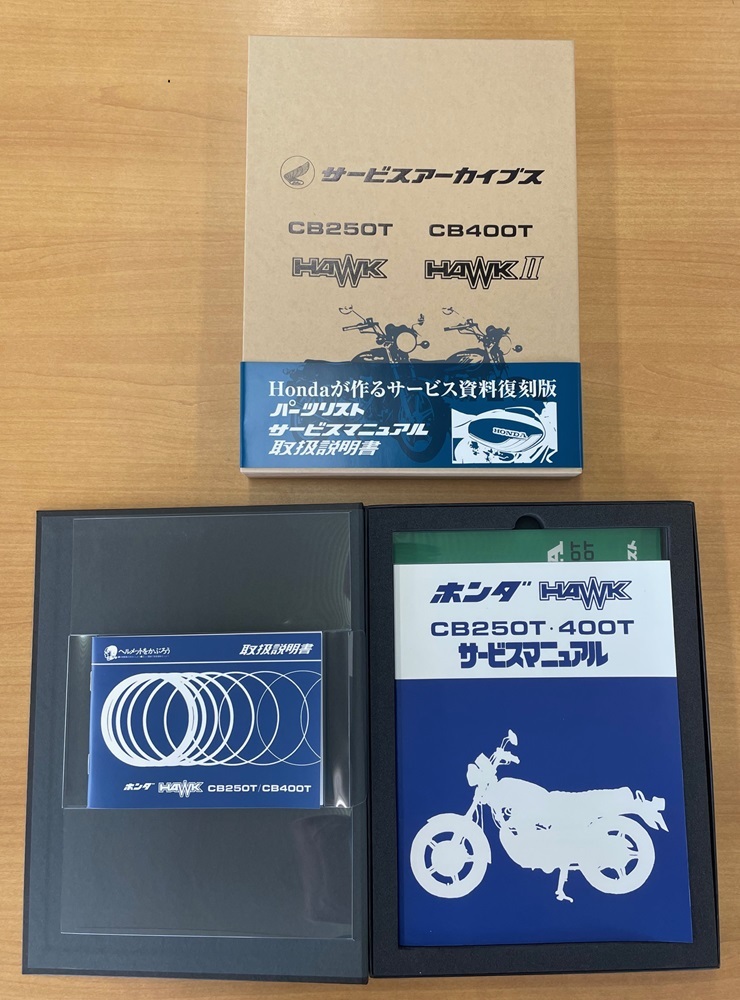 サービスアーカイブス
CB250T CB400T
HAWK HAWK II
Hondaが作るサービス資料復刻版
パーツリスト
サービスマニュアル
取扱説明書
HONDA
ホンダ HAWK
CB250T・400T
サービスマニュアル
ヘルメットをかぶろう
取扱説明書
ホンダ HAWK CB250T/CB400T